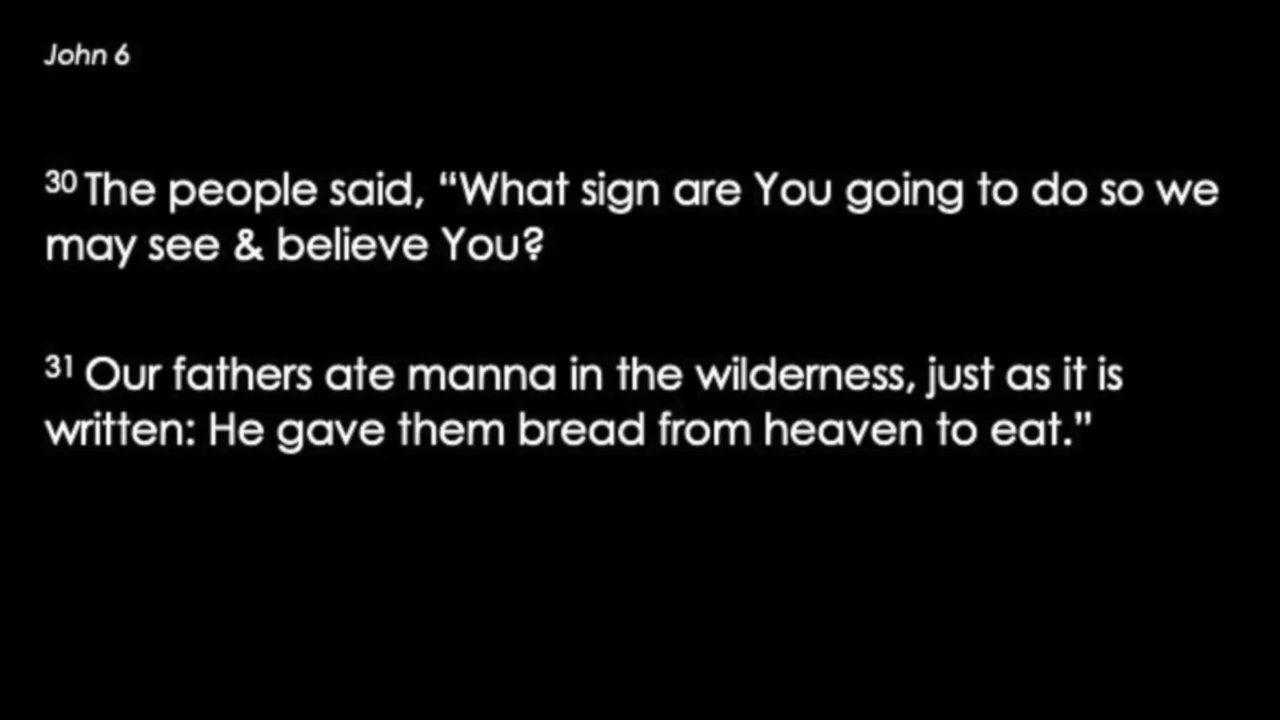 John 6
30 The people said, “What sign are You going to do so we
may see & believe You?
31 Our fathers ate manna in the wilderness, just as it is
written: He gave them bread from heaven to eat.”